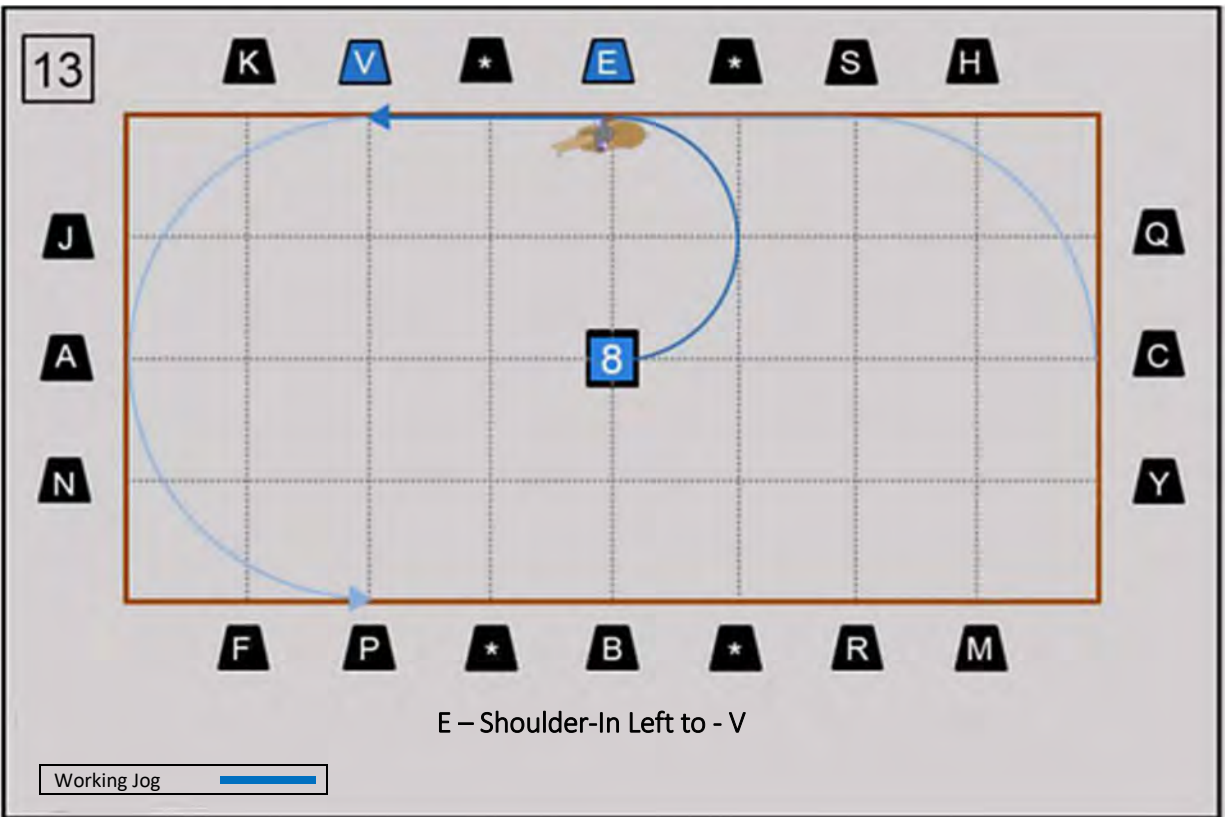 13
K V * E * S H
J Q
8
A C
N Y
F P * B * R M
E – Shoulder-In Left to - V
Working Jog